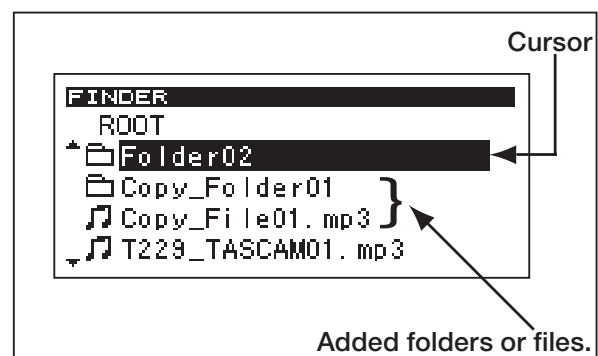 Cursor
FINDER
ROOT
Folder02
Copy_Folder01
Copy_File01.mp3
T229_TASCAM01.mp3
Added folders or files.